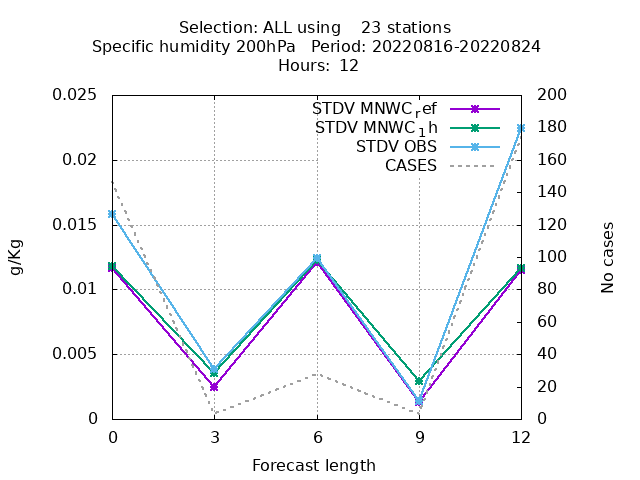 Selection: ALL using    23 stations
Specific humidity 200hPa   Period: 20220816-20220824
Hours:  12
STDV MNWC_ref
STDV MNWC_1h
STDV OBS
CASES
0.025
0.02
0.015
0.01
0.005
0
200
180
160
140
120
100
80
60
40
20
0
g/Kg
No cases
0 3 6 9 12
Forecast length